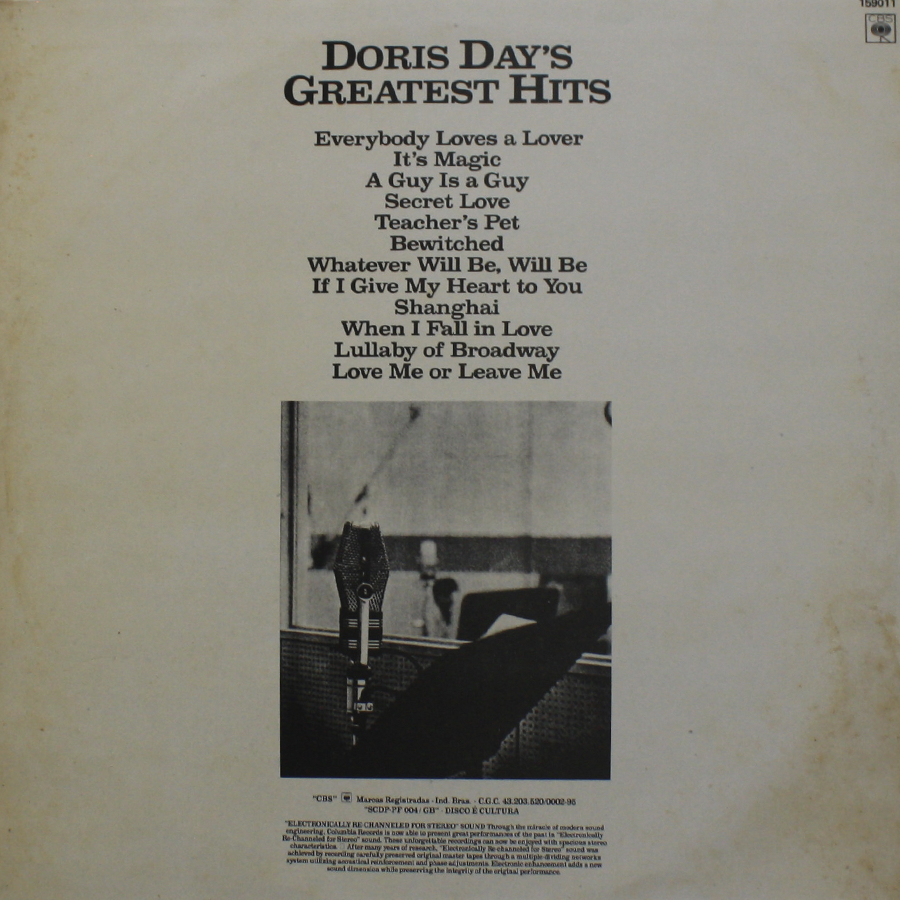 159011
CBS
DORIS DAY'S
GREATEST HITS
Everybody Loves a Lover
It's Magic
A Guy Is a Guy
Secret Love
Teacher's Pet
Bewitched
Whatever Will Be, Will Be
If I Give My Heart to You
Shanghai
When I Fall in Love
Lullaby of Broadway
Love Me or Leave Me
"CBS" Marcas Registradas - Ind. Bras. - C.G.C. 43.203.520/0002-96
"SCDP-PF 004/GB" - DISCO É CULTURA
"ELECTRONICALLY RE-CHANNELED FOR STEREO" SOUND Through the miracle of modern sound
engineering, Columbia Records is now able to present great performances of the past in "Electronically
Re-Channeled for Stereo" sound. These unforgettable recordings can now be enjoyed with spacious stereo
characteristics. After many years of research, "Electronically Re-channeled for Stereo" sound was
achieved by recording carefully preserved original master tapes through a multiple-dividing networks
system utilizing acoustical reinforcement and phase adjustments. Electronic enhancement adds a new
sound dimension while preserving the integrity of the original performance.